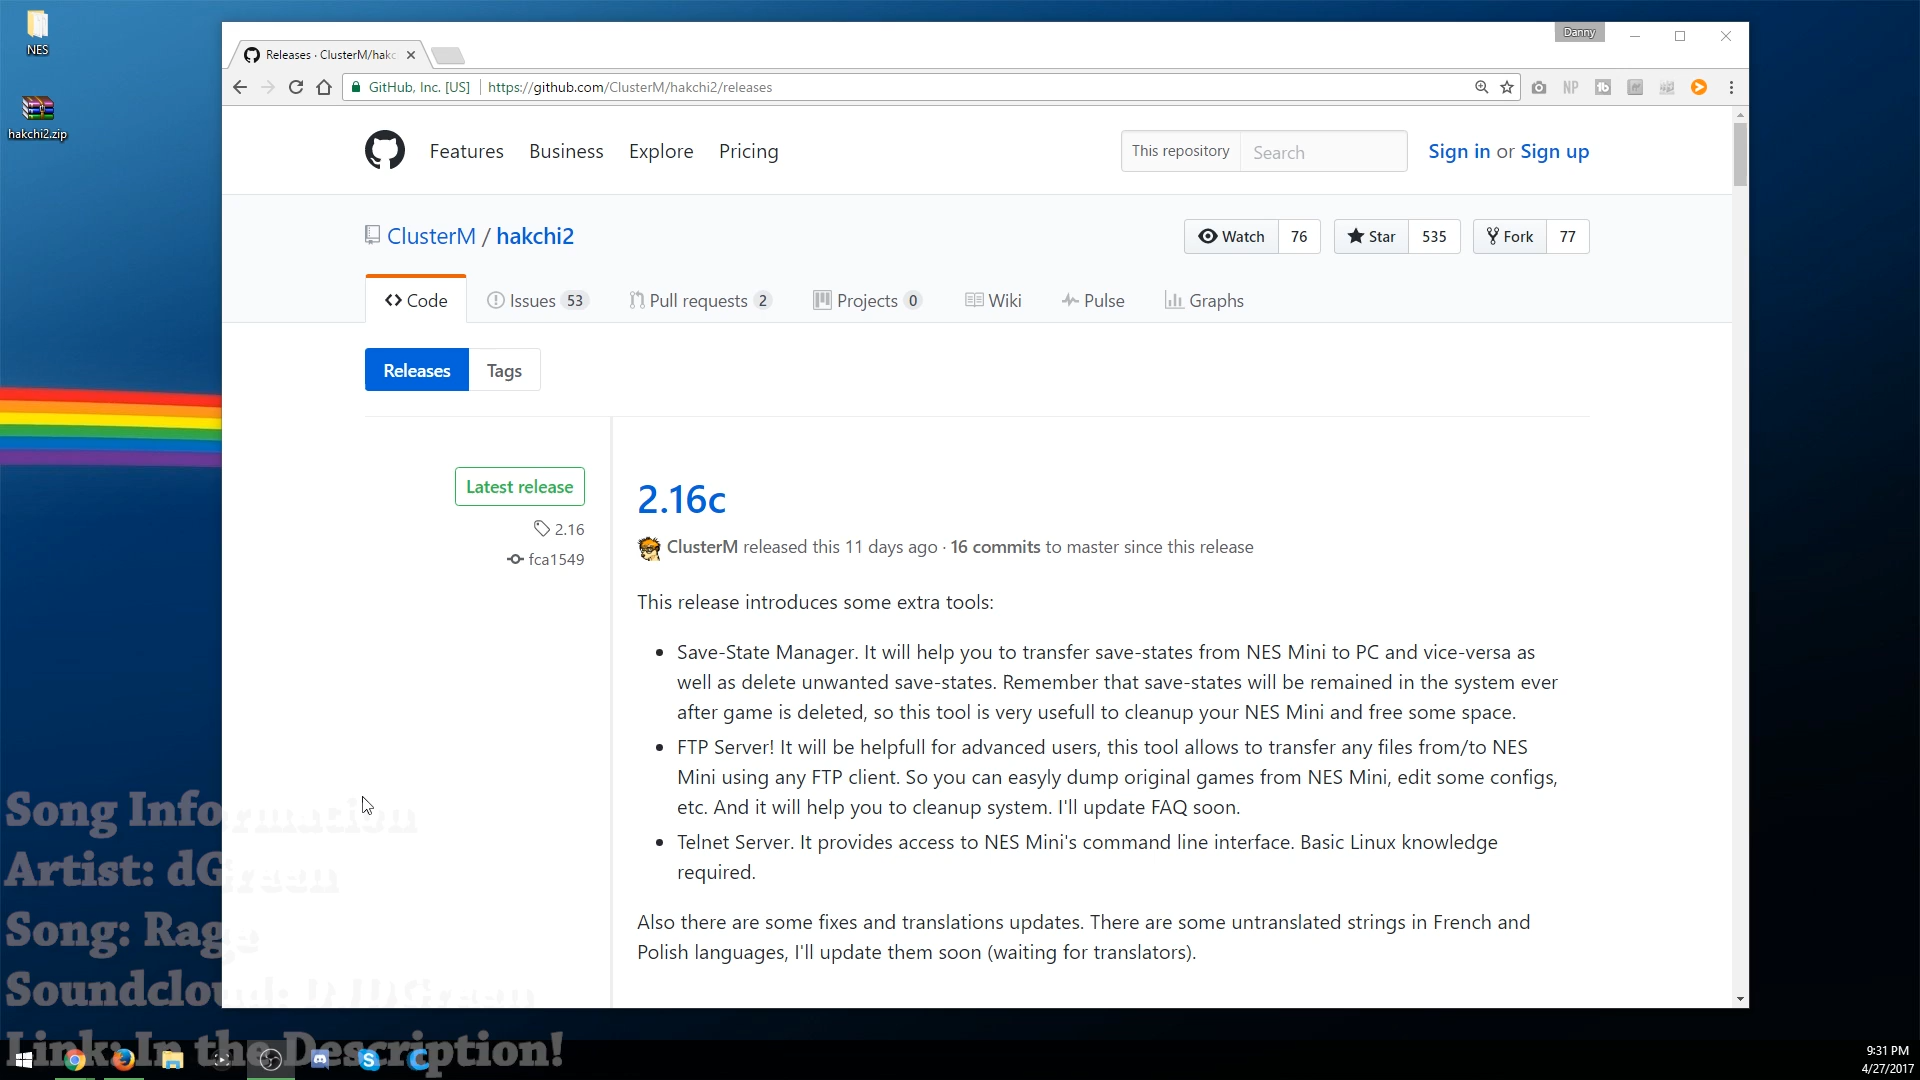 NES
hakchi2.zip
Danny
Releases · ClusterM/hakc
GitHub, Inc. [US]
https://github.com/ClusterM/hakchi2/releases
NP
Features
Business
Explore
Pricing
This repository
Search
Sign in or Sign up
ClusterM / hakchi2
Watch 76
Star 535
Fork 77
Code
Issues 53
Pull requests 2
Projects 0
Wiki
Pulse
Graphs
Releases
Tags
Latest release
2.16
fca1549
2.16c
ClusterM released this 11 days ago · 16 commits to master since this release
This release introduces some extra tools:
• Save-State Manager. It will help you to transfer save-states from NES Mini to PC and vice-versa as
well as delete unwanted save-states. Remember that save-states will be remained in the system ever
after game is deleted, so this tool is very usefull to cleanup your NES Mini and free some space.
• FTP Server! It will be helpfull for advanced users, this tool allows to transfer any files from/to NES
Mini using any FTP client. So you can easyly dump original games from NES Mini, edit some configs,
etc. And it will help you to cleanup system. I'll update FAQ soon.
• Telnet Server. It provides access to NES Mini's command line interface. Basic Linux knowledge
required.
Also there are some fixes and translations updates. There are some untranslated strings in French and
Polish languages, I'll update them soon (waiting for translators).
Song Information
Artist: dGreen
Song: Rage
Soundcloud: DJDGreen
Link: In the Description!
9:31 PM
4/27/2017